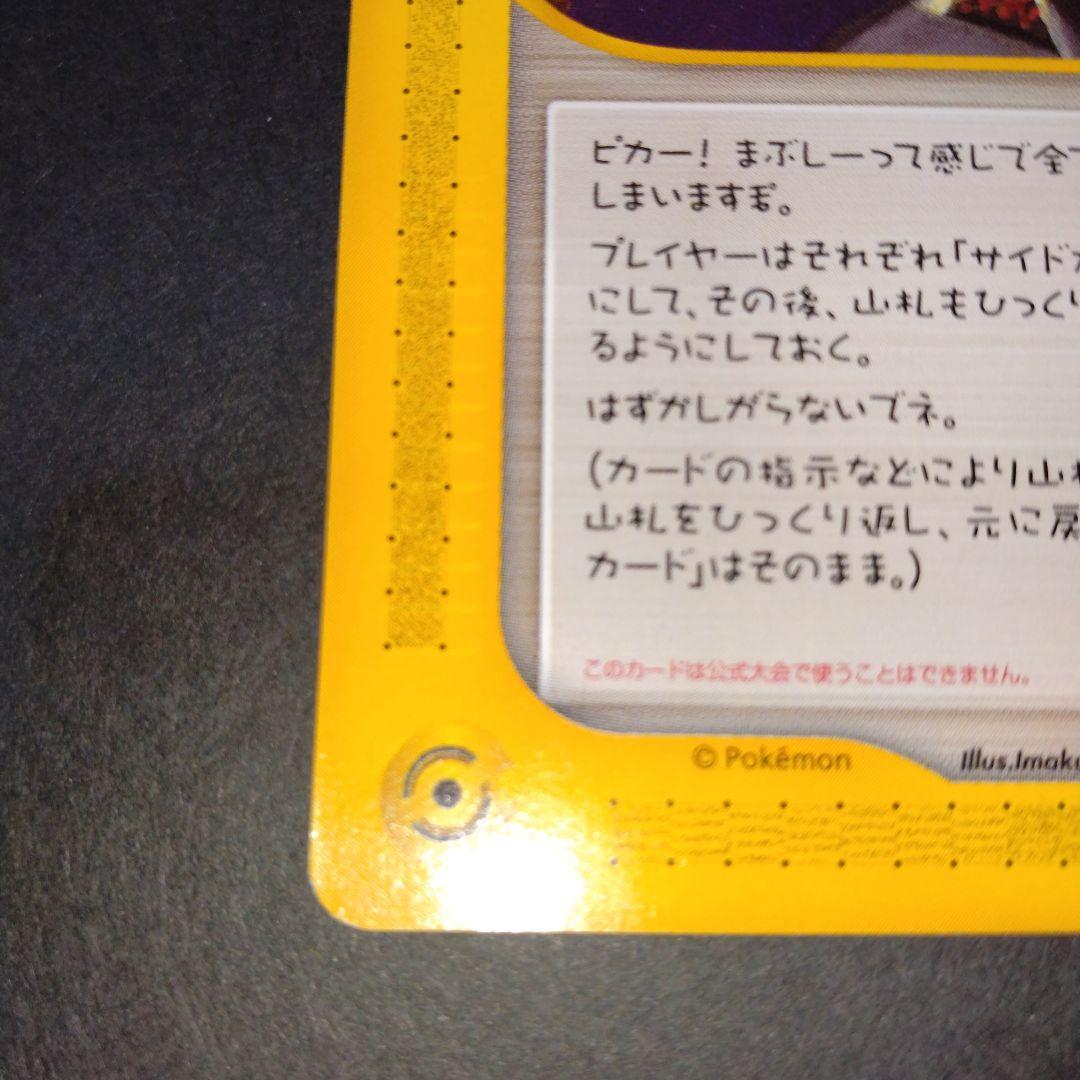 ピカー! まぶしーって感じで全て
しまいますぽ。
プレイヤーはそれぞれ「サイドカ
にして、その後、山札もひっくり
るようにしておく。
はずかしがらないでネ。
(カードの指示などにより山札
山札をひっくり返し、元に戻
カード」はそのまま。)
このカードは公式大会で使うことはできません。
© Pokémon
Illus.Imaku